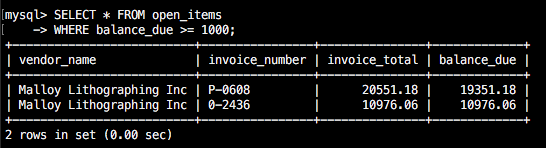 mysql> SELECT * FROM open_items
    -> WHERE balance_due >= 1000;
+------------------------+----------------+---------------+-------------+
| vendor_name            | invoice_number | invoice_total | balance_due |
+------------------------+----------------+---------------+-------------+
| Malloy Lithographing Inc | P-0608         |      20551.18 |    19351.18 |
| Malloy Lithographing Inc | 0-2436         |      10976.06 |    10976.06 |
+------------------------+----------------+---------------+-------------+
2 rows in set (0.00 sec)